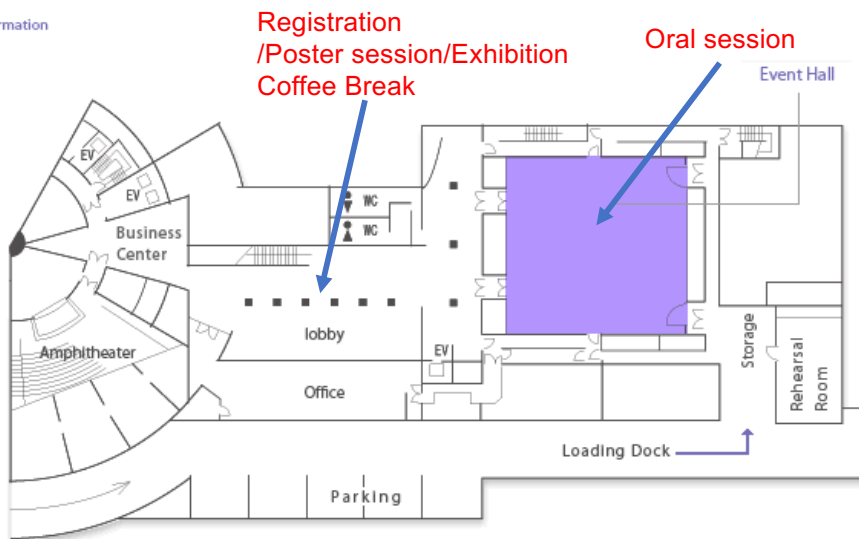 rmation
Registration
/Poster session/Exhibition
Coffee Break
Oral session
Event Hall
EV
EV
WC
WC
Business
Center
lobby
Amphitheater
EV
Office
Storage
Rehearsal
Room
Loading Dock
Parking